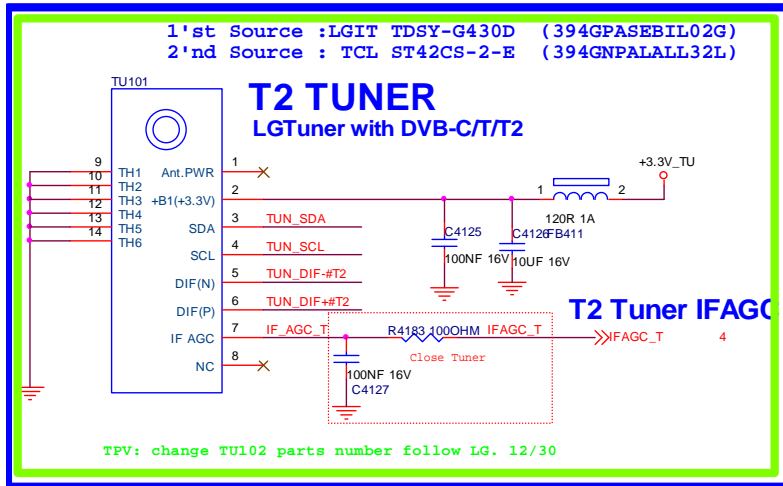 1'st Source :LGIT TDSY-G430D (394GPASEBIL02G)
2'nd Source : TCL ST42CS-2-E (394GNPALALL32L)
TU101
T2 TUNER
LGTuner with DVB-C/T/T2
9 TH1
10 TH2
11 TH3
12 TH4
13 TH5
14 TH6
Ant.PWR 1
+B1(+3.3V) 2
SDA 3 TUN_SDA
SCL 4 TUN_SCL
DIF(N) 5 TUN_DIF-#T2
DIF(P) 6 TUN_DIF+#T2
IF AGC 7 IF_AGC_T
NC 8
+3.3V_TU
1 2
120R 1A
FB411
C4125
100NF 16V
C4126
10UF 16V
T2 Tuner IFAGC
R4183 100OHM IFAGC_T
IFAGC_T 4
Close Tuner
100NF 16V
C4127
TPV: change TU102 parts number follow LG. 12/30